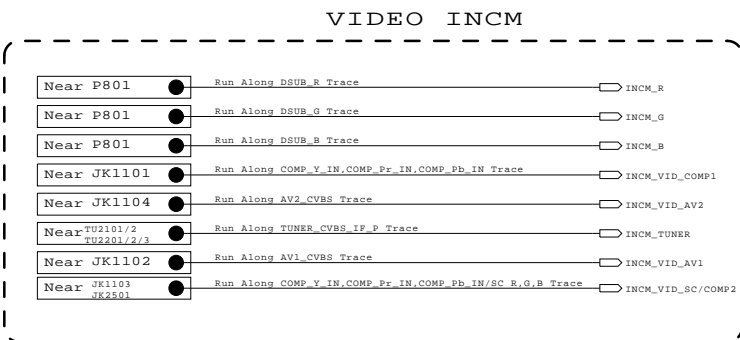 VIDEO INCM
Near P801 Run Along DSUB_R Trace INCM_R
Near P801 Run Along DSUB_G Trace INCM_G
Near P801 Run Along DSUB_B Trace INCM_B
Near JK1101 Run Along COMP_Y_IN,COMP_Pr_IN,COMP_Pb_IN Trace INCM_VID_COMP1
Near JK1104 Run Along AV2_CVBS Trace INCM_VID_AV2
Near TU2101/2 Run Along TUNER_CVBS_IF_P Trace INCM_TUNER
TU2201/2/3
Near JK1102 Run Along AV1_CVBS Trace INCM_VID_AV1
Near JK1103 Run Along COMP_Y_IN,COMP_Pr_IN,COMP_Pb_IN/SC R,G,B Trace INCM_VID_SC/COMP2
JK2501